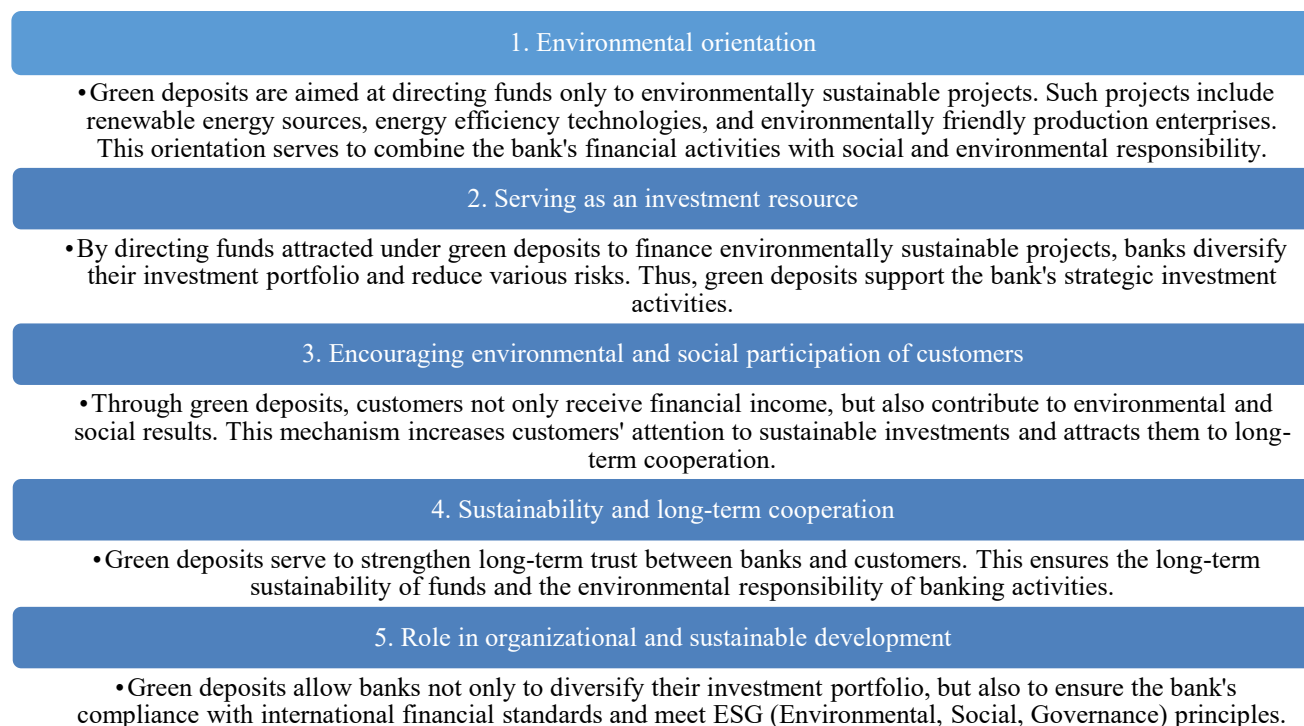 1. Environmental orientation
•Green deposits are aimed at directing funds only to environmentally sustainable projects. Such projects include
renewable energy sources, energy efficiency technologies, and environmentally friendly production enterprises.
This orientation serves to combine the bank's financial activities with social and environmental responsibility.
2. Serving as an investment resource
•By directing funds attracted under green deposits to finance environmentally sustainable projects, banks diversify
their investment portfolio and reduce various risks. Thus, green deposits support the bank's strategic investment
activities.
3. Encouraging environmental and social participation of customers
•Through green deposits, customers not only receive financial income, but also contribute to environmental and
social results. This mechanism increases customers' attention to sustainable investments and attracts them to long-
term cooperation.
4. Sustainability and long-term cooperation
•Green deposits serve to strengthen long-term trust between banks and customers. This ensures the long-term
sustainability of funds and the environmental responsibility of banking activities.
5. Role in organizational and sustainable development
•Green deposits allow banks not only to diversify their investment portfolio, but also to ensure the bank's
compliance with international financial standards and meet ESG (Environmental, Social, Governance) principles.